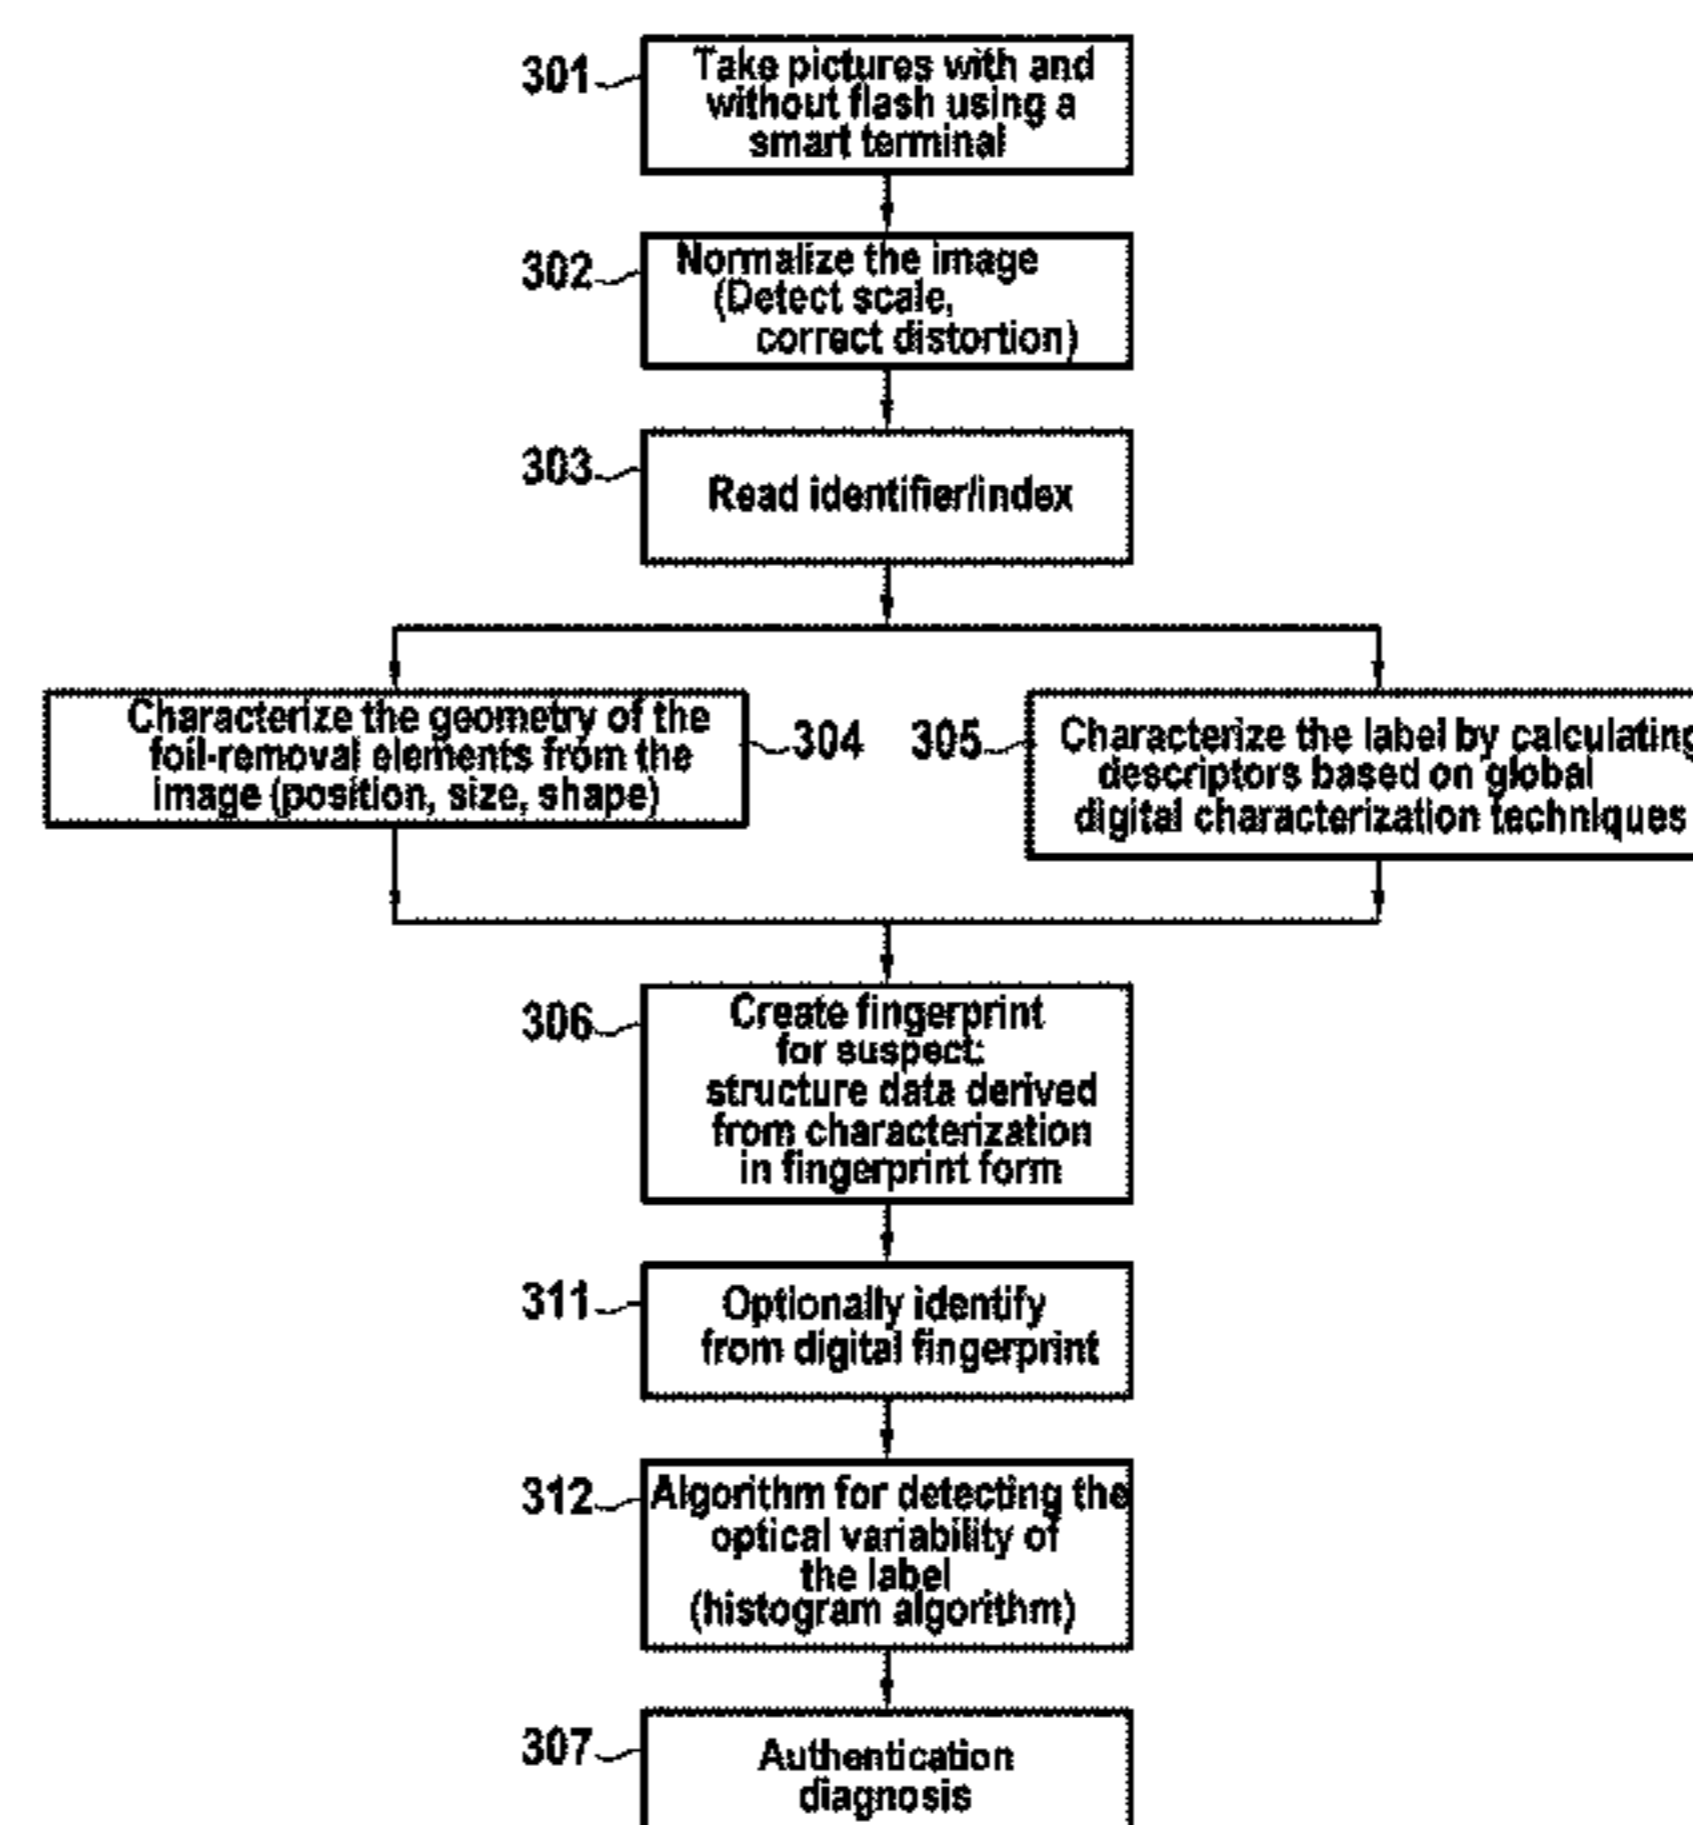 301
Take pictures with and
without flash using a
smart terminal
302
Normalize the image
(Detect scale,
correct distortion)
303
Read identifier/index
Characterize the geometry of the
foil-removal elements from the
image (position, size, shape)
304
305
Characterize the label by calculating
descriptors based on global
digital characterization techniques
306
Create fingerprint
for suspect:
structure data derived
from characterization
in fingerprint form
311
Optionally identify
from digital fingerprint
312
Algorithm for detecting the
optical variability of
the label
(histogram algorithm)
307
Authentication
diagnosis